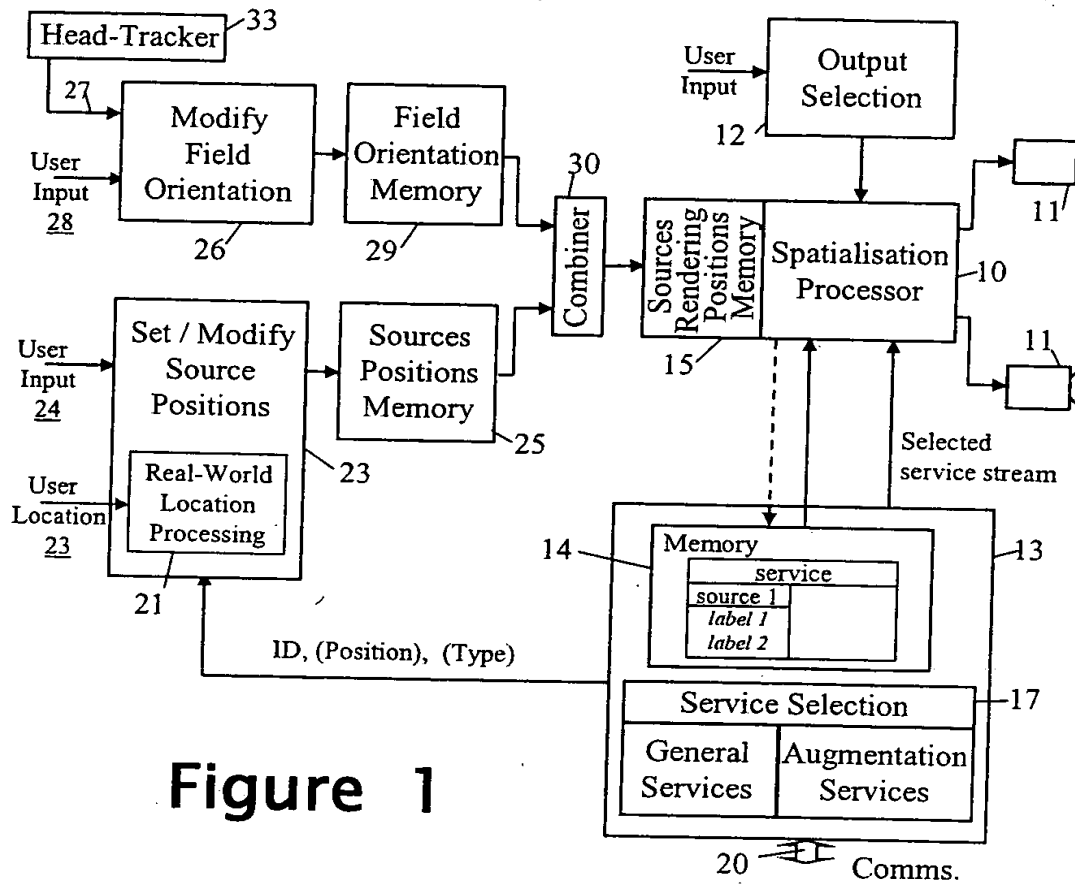 Head-Tracker
33
27
User
Input
28
Modify
Field
Orientation
26
Field
Orientation
Memory
29
User
Input
12
Output
Selection
30
Combiner
Sources
Rendering
Positions
Memory
15
Spatialisation
Processor
10
11
11
User
Input
24
User
Location
23
Set / Modify
Source
Positions
Real-World
Location
Processing
21
23
Sources
Positions
Memory
25
Selected
service stream
14
13
Memory
service
source 1
label 1
label 2
ID, (Position), (Type)
17
Service Selection
General
Services
Augmentation
Services
20
Comms.
Figure 1